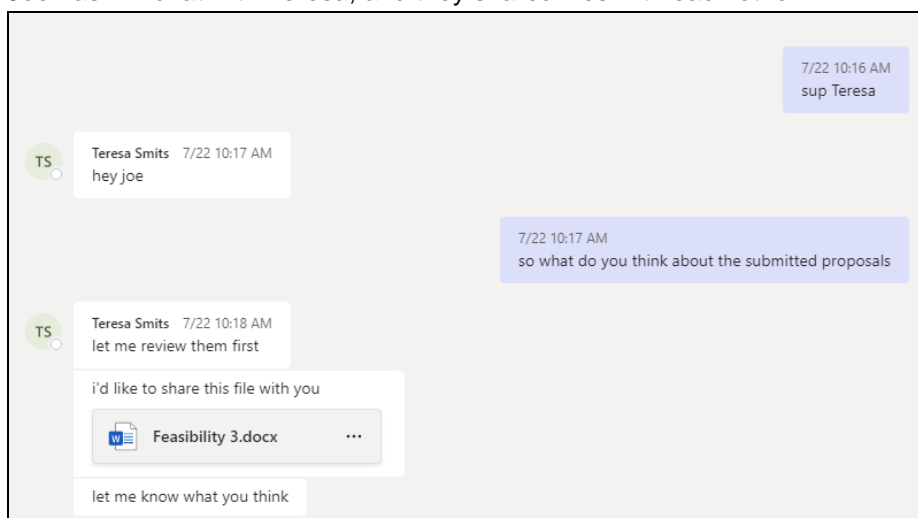 7/22 10:16 AM
sup Teresa
TS
Teresa Smits 7/22 10:17 AM
hey joe
7/22 10:17 AM
so what do you think about the submitted proposals
TS
Teresa Smits 7/22 10:18 AM
let me review them first
i'd like to share this file with you
W
Feasibility 3.docx
...
let me know what you think